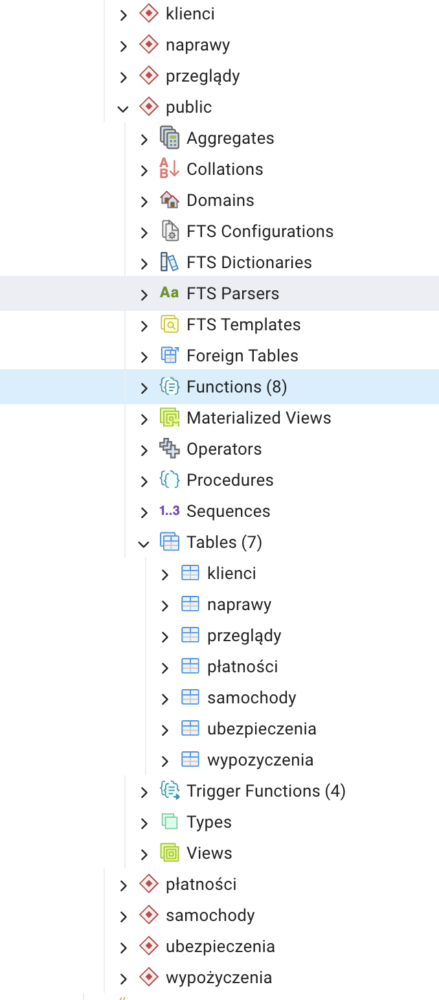 klienci
naprawy
przeglądy
public
Aggregates
Collations
Domains
FTS Configurations
FTS Dictionaries
Aa FTS Parsers
FTS Templates
Foreign Tables
Functions (8)
Materialized Views
Operators
Procedures
1..3 Sequences
Tables (7)
klienci
naprawy
przeglądy
płatności
samochody
ubezpieczenia
wypozyczenia
Trigger Functions (4)
Types
Views
płatności
samochody
ubezpieczenia
wypożyczenia